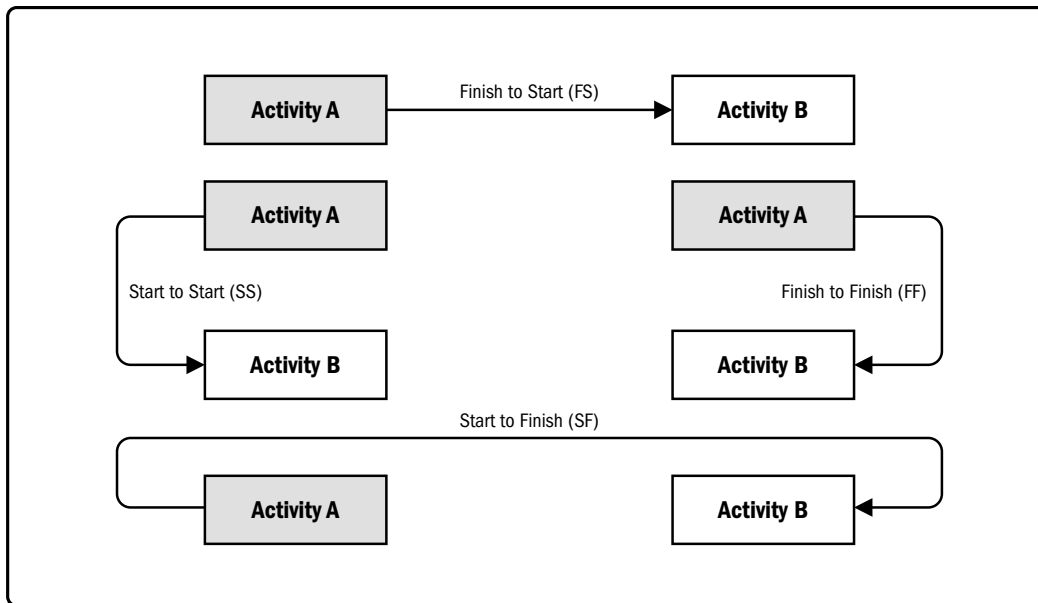 Finish to Start (FS)
Activity A
Activity B
Activity A
Activity A
Start to Start (SS)
Finish to Finish (FF)
Activity B
Activity B
Start to Finish (SF)
Activity A
Activity B